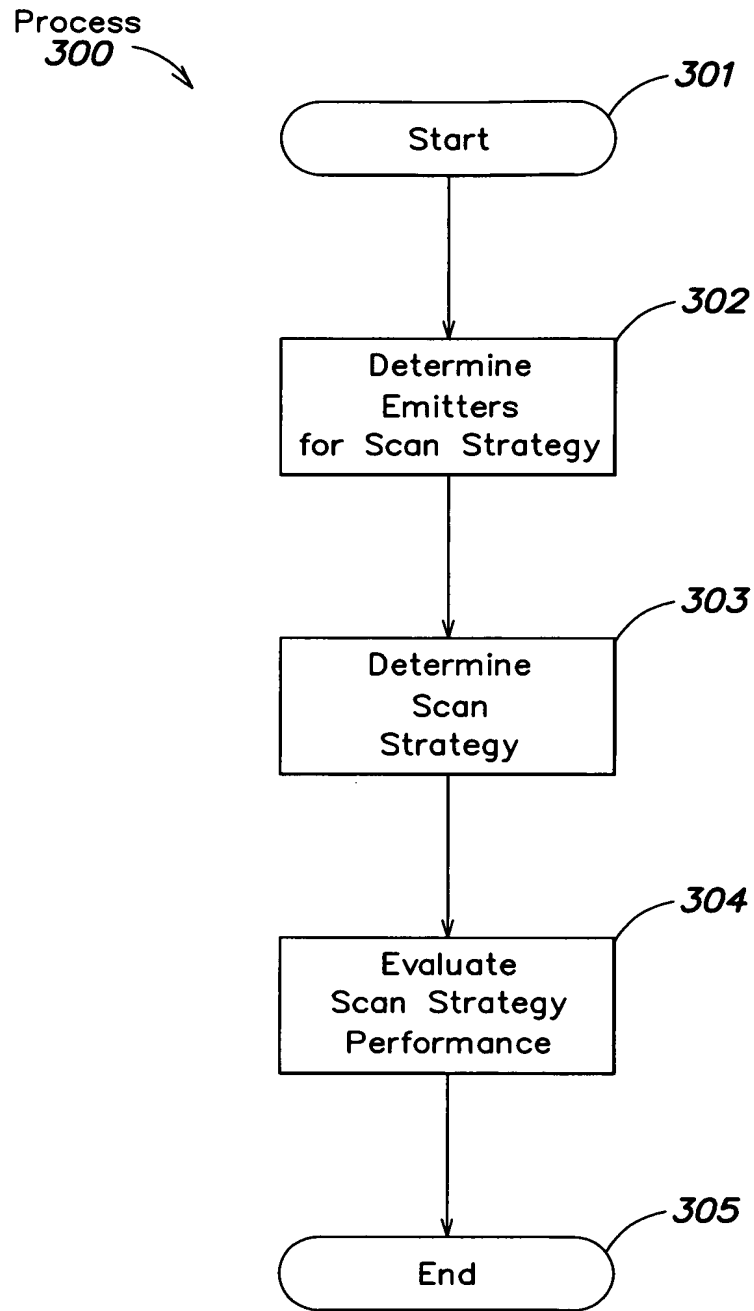 Process
300
301
Start
302
Determine
Emitters
for Scan Strategy
303
Determine
Scan
Strategy
304
Evaluate
Scan Strategy
Performance
305
End